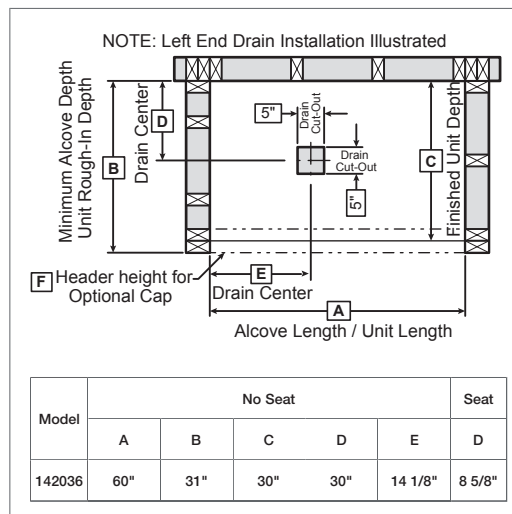 NOTE: Left End Drain Installation Illustrated
Minimum Alcove Depth
Unit Rough-In Depth
B
Drain Center
D
5"
Drain
Cut-Out
Drain
Cut-Out
5"
C
Finished Unit Depth
F Header height for
Optional Cap
E
Drain Center
A
Alcove Length / Unit Length
Model No Seat Seat
A B C D E D
142036 60" 31" 30" 30" 14 1/8" 8 5/8"